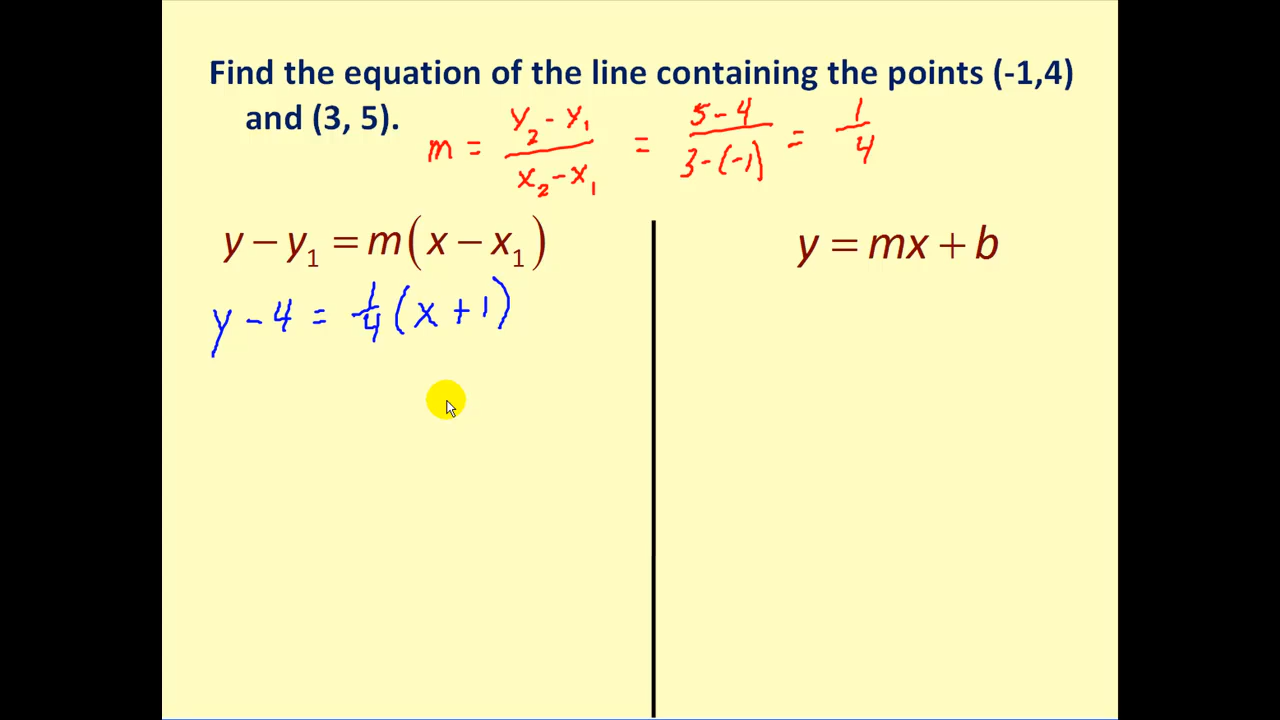 Find the equation of the line containing the points (-1,4)
and (3, 5).
m = y₂ - y₁ / x₂ - x₁ = 5 - 4 / 3 - (-1) = 1/4
y - y₁ = m(x - x₁)
y - 4 = 1/4 (x + 1)
y = mx + b